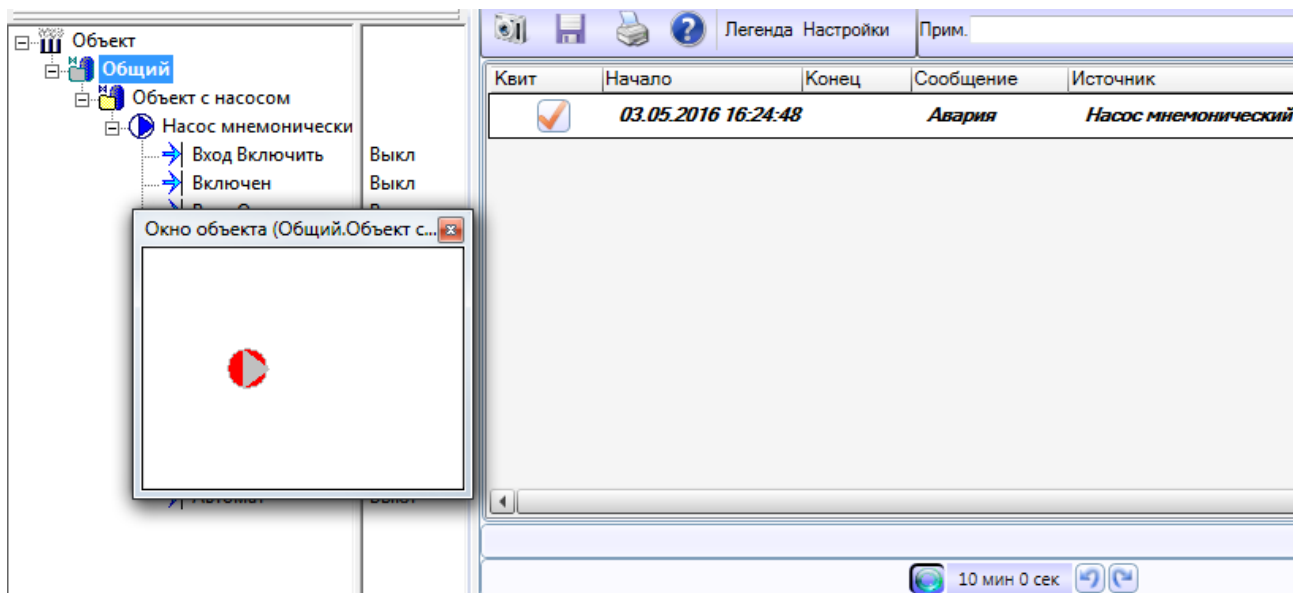 Объект
Общий
Объект с насосом
Насос мнемонически
Вход Включить Выкл
Включен Выкл
Окно объекта (Общий.Объект с...
Легенда Настройки Прим.
Квит Начало Конец Сообщение Источник
03.05.2016 16:24:48 Авария Насос мнемонический
10 мин 0 сек